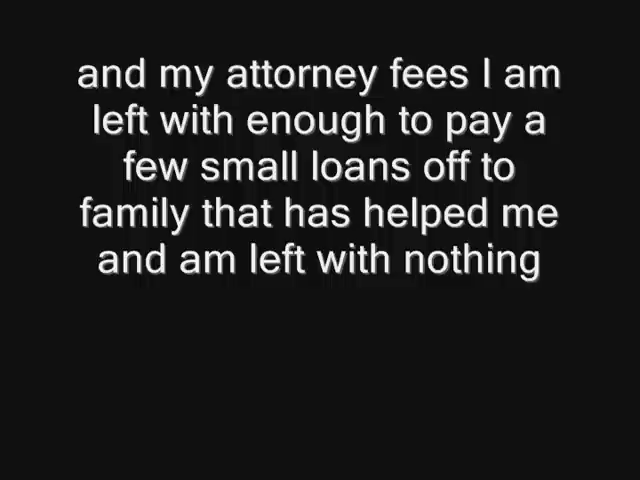 and my attorney fees I am
left with enough to pay a
few small loans off to
family that has helped me
and am left with nothing